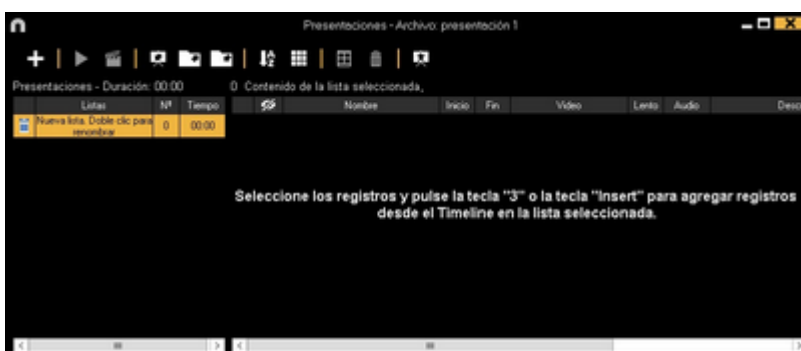 Presentaciones - Archivo: presentación 1
Presentaciones - Duración: 00:00
0 Contenido de la lista seleccionada,
Listas Nº Tiempo
Nombre Inicio Fin Video Lento Audio Desc
Nueva lista. Doble clic para
renombrar
0 00:00
Seleccione los registros y pulse la tecla "3" o la tecla "Insert" para agregar registros
desde el Timeline en la lista seleccionada.